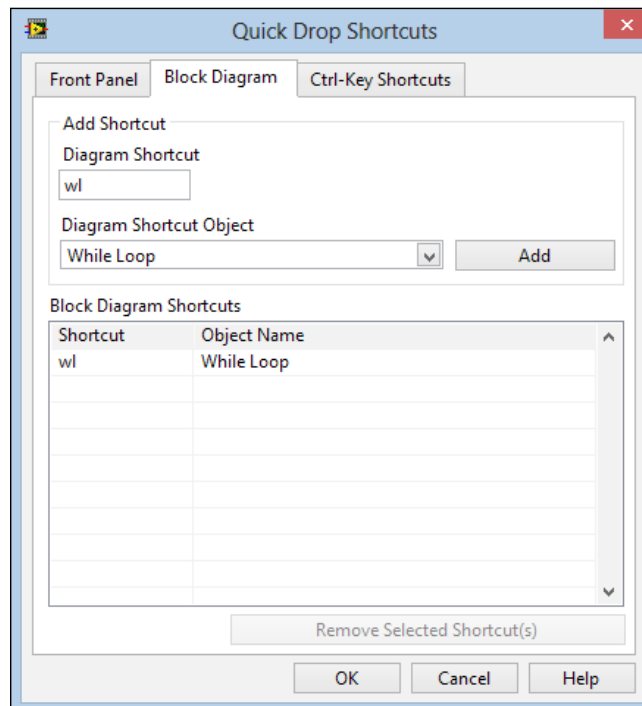 Quick Drop Shortcuts
Front Panel Block Diagram Ctrl-Key Shortcuts
Add Shortcut
Diagram Shortcut
wl
Diagram Shortcut Object
While Loop Add
Block Diagram Shortcuts
Shortcut Object Name
wl While Loop
Remove Selected Shortcut(s)
OK Cancel Help